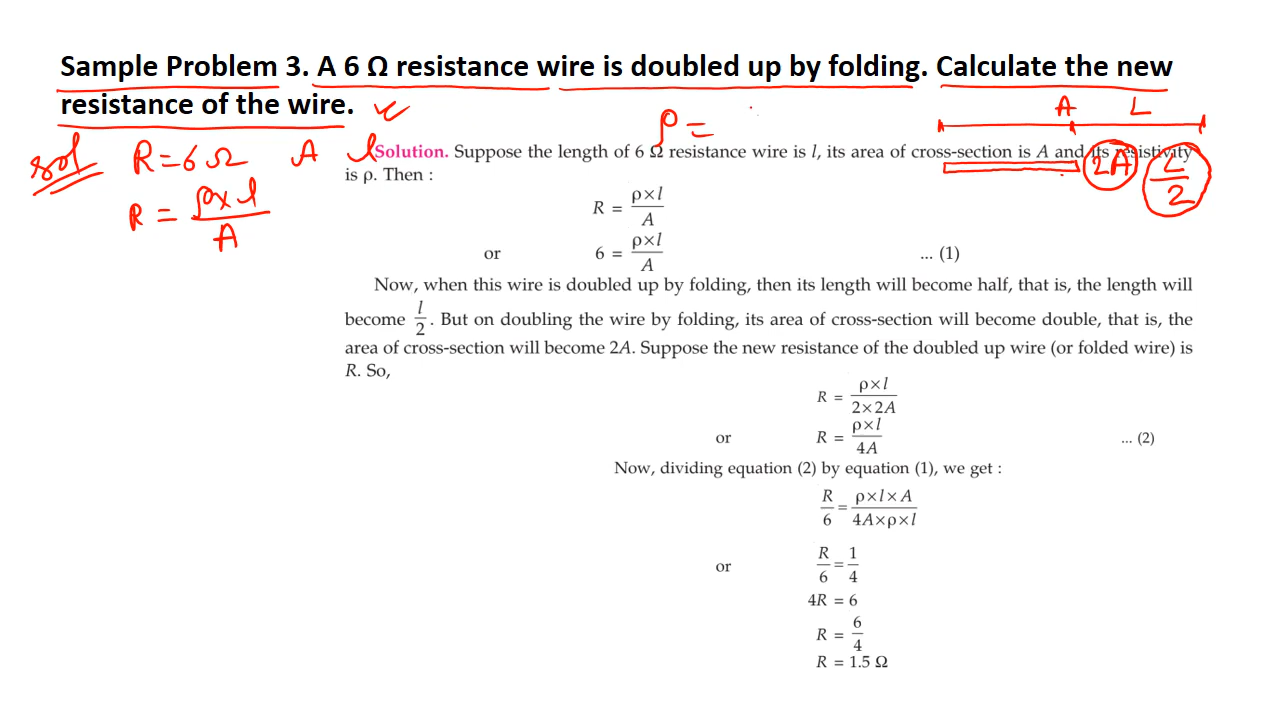 Sample Problem 3. A 6 Ω resistance wire is doubled up by folding. Calculate the new
resistance of the wire.
A L
ρ =
sol R = 6 Ω A l
Solution. Suppose the length of 6 Ω resistance wire is l, its area of cross-section is A and its resistivity
is ρ. Then :
2A L/2
R = ρ×l/A
R = ρ×l/A
or 6 = ρ×l/A ... (1)
Now, when this wire is doubled up by folding, then its length will become half, that is, the length will
become l/2. But on doubling the wire by folding, its area of cross-section will become double, that is, the
area of cross-section will become 2A. Suppose the new resistance of the doubled up wire (or folded wire) is
R. So,
R = ρ×l/2×2A
or R = ρ×l/4A ... (2)
Now, dividing equation (2) by equation (1), we get :
R/6 = ρ×l×A/4A×ρ×l
or R/6 = 1/4
4R = 6
R = 6/4
R = 1.5 Ω